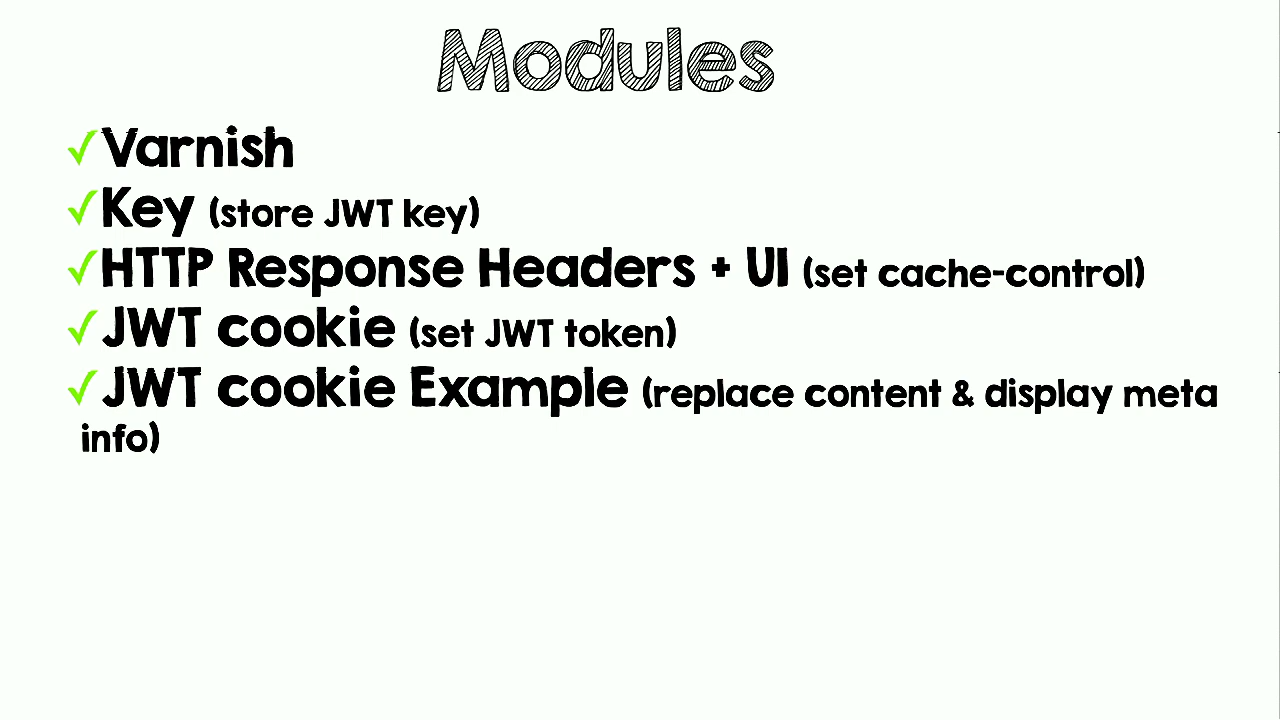 Modules
✓Varnish
✓Key (store JWT key)
✓HTTP Response Headers + UI (set cache-control)
✓JWT cookie (set JWT token)
✓JWT cookie Example (replace content & display meta
info)